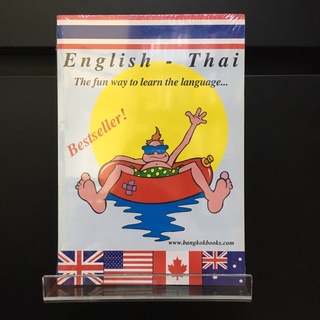 English - Thai
The fun way to learn the language...
Bestseller!
www.bangkokbooks.com